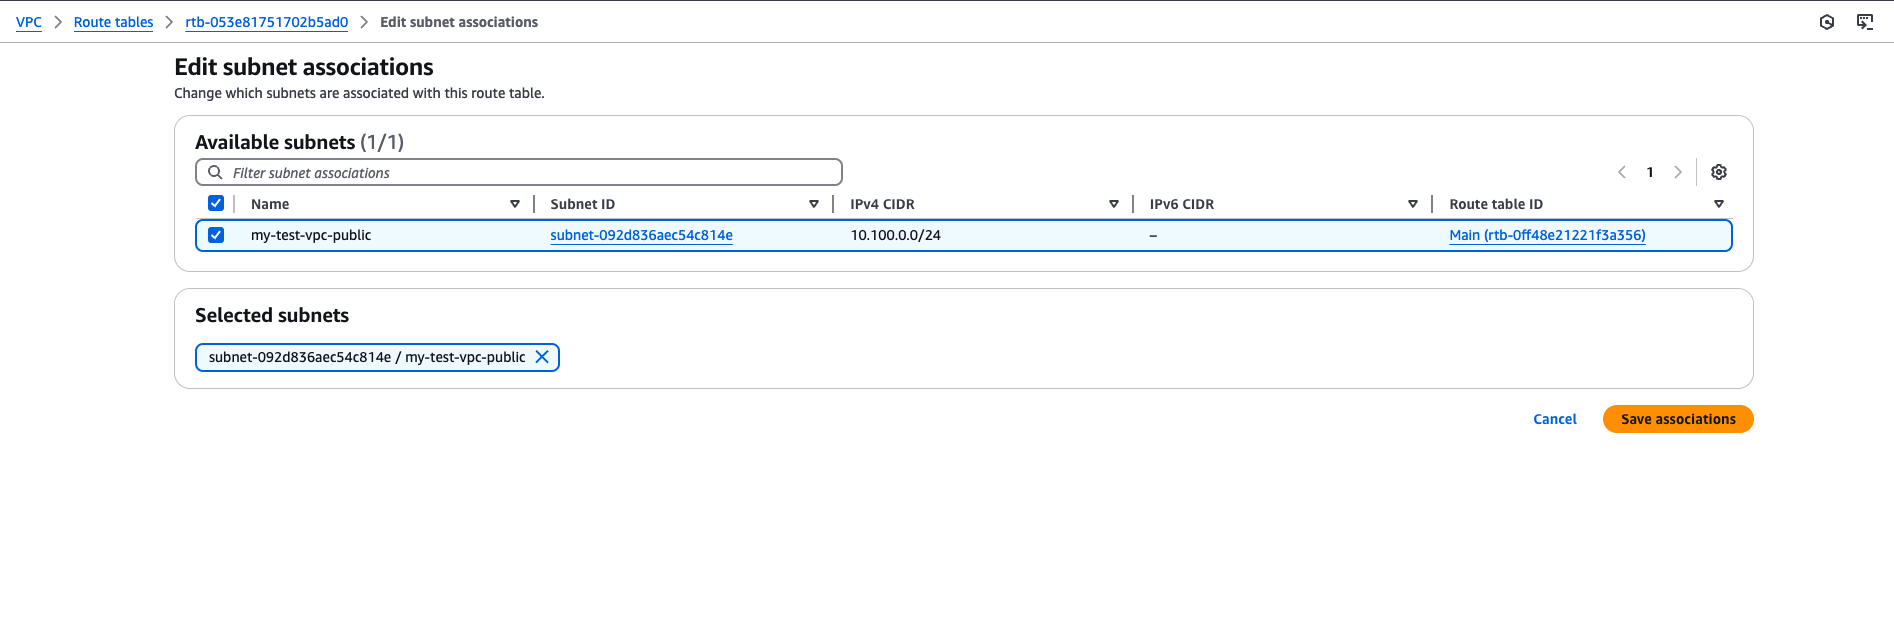 VPC > Route tables > rtb-053e81751702b5ad0 > Edit subnet associations
Edit subnet associations
Change which subnets are associated with this route table.
Available subnets (1/1)
Filter subnet associations
1
Name Subnet ID IPv4 CIDR IPv6 CIDR Route table ID
my-test-vpc-public subnet-092d836aec54c814e 10.100.0.0/24 – Main (rtb-0ff48e21221f3a356)
Selected subnets
subnet-092d836aec54c814e / my-test-vpc-public
Cancel Save associations